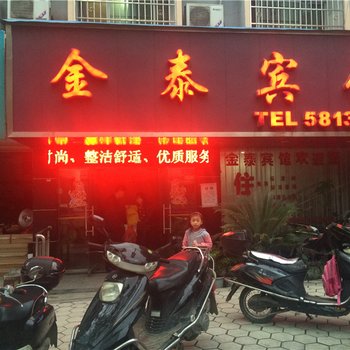 金泰宾
TEL 5813
时尚、整洁舒适、优质服务
金泰宾馆欢迎
住